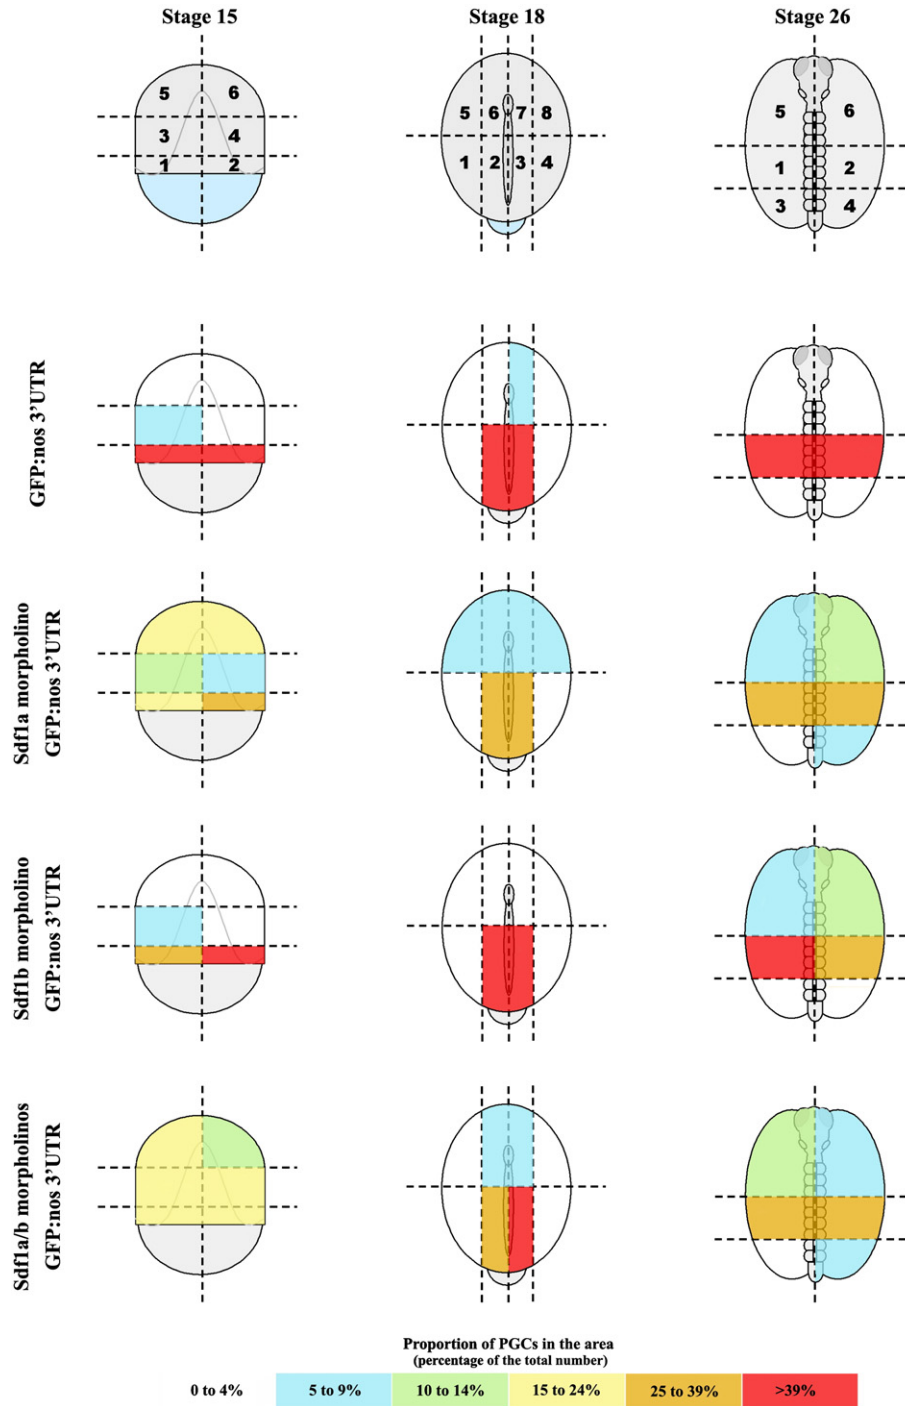 Stage 15 Stage 18 Stage 26
5 6 5 6 7 8 5 6
3 4 1 2 3 4 1 2
1 2 3 4
GFP:nos 3'UTR
Sdf1a morpholino
GFP:nos 3'UTR
Sdf1b morpholino
GFP:nos 3'UTR
Sdf1a/b morpholinos
GFP:nos 3'UTR
Proportion of PGCs in the area
(percentage of the total number)
0 to 4% 5 to 9% 10 to 14% 15 to 24% 25 to 39% >39%